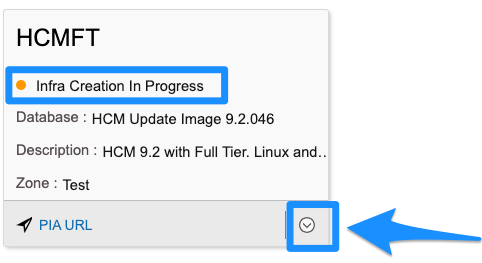 HCMFT
Infra Creation In Progress
Database : HCM Update Image 9.2.046
Description : HCM 9.2 with Full Tier. Linux and…
Zone : Test
PIA URL